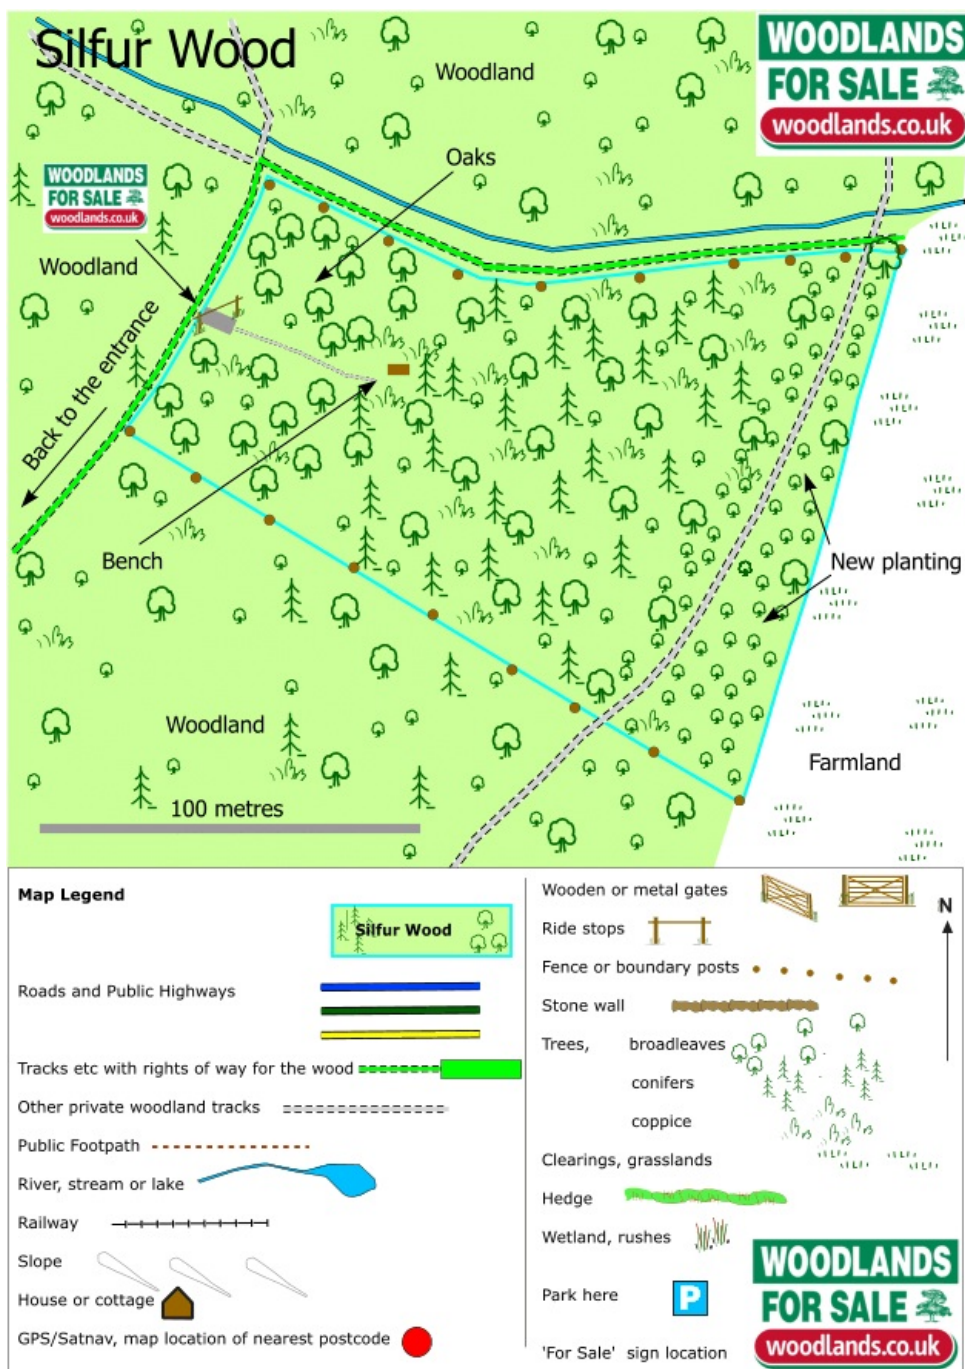 Silfur Wood
WOODLANDS
FOR SALE
woodlands.co.uk
Woodland
Oaks
WOODLANDS
FOR SALE
woodlands.co.uk
Woodland
Back to the entrance
Bench
New planting
Woodland
Farmland
100 metres
Map Legend
Silfur Wood
Roads and Public Highways
Tracks etc with rights of way for the wood
Other private woodland tracks
Public Footpath
River, stream or lake
Railway
Slope
House or cottage
GPS/Satnav, map location of nearest postcode
Wooden or metal gates
N
Ride stops
Fence or boundary posts
Stone wall
Trees, broadleaves
conifers
coppice
Clearings, grasslands
Hedge
Wetland, rushes
Park here
P
'For Sale' sign location
WOODLANDS
FOR SALE
woodlands.co.uk